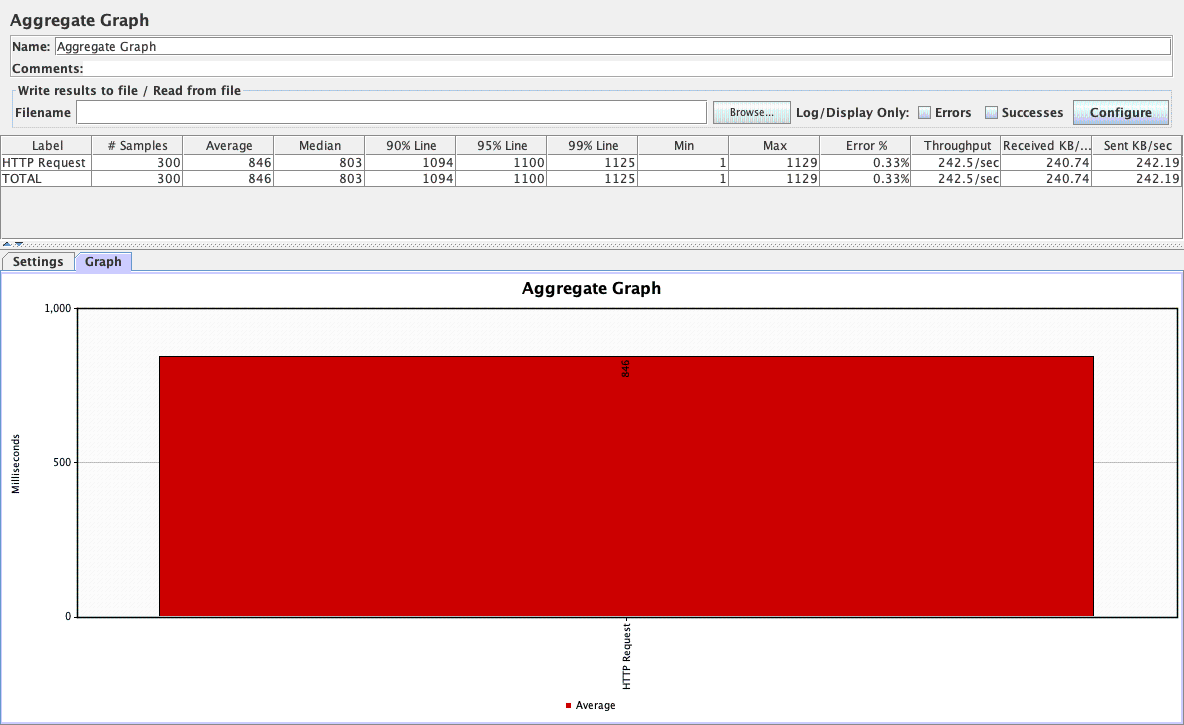 Aggregate Graph
Name: Aggregate Graph
Comments:
Write results to file / Read from file
Filename Browse... Log/Display Only: Errors Successes Configure
Label # Samples Average Median 90% Line 95% Line 99% Line Min Max Error % Throughput Received KB/... Sent KB/sec
HTTP Request 300 846 803 1094 1100 1125 1 1129 0.33% 242.5/sec 240.74 242.19
TOTAL 300 846 803 1094 1100 1125 1 1129 0.33% 242.5/sec 240.74 242.19
Settings Graph
Aggregate Graph
1,000
846
500
Milliseconds
0
HTTP Request
Average